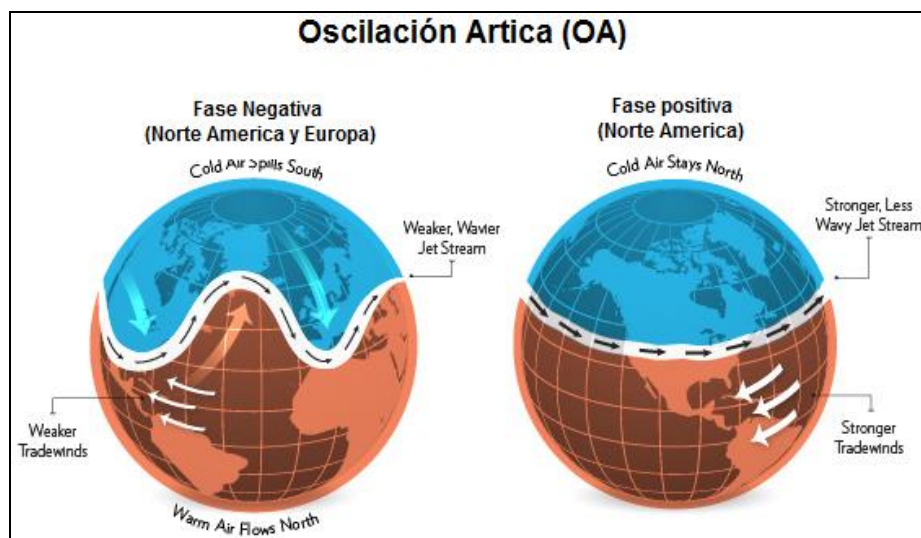 Oscilación Artica (OA)
Fase Negativa
(Norte America y Europa)
Cold Air Spills South
Weaker, Wavier
Jet Stream
Weaker
Tradewinds
Warm Air Flows North
Fase positiva
(Norte America)
Cold Air Stays North
Stronger, Less
Wavy Jet Stream
Stronger
Tradewinds